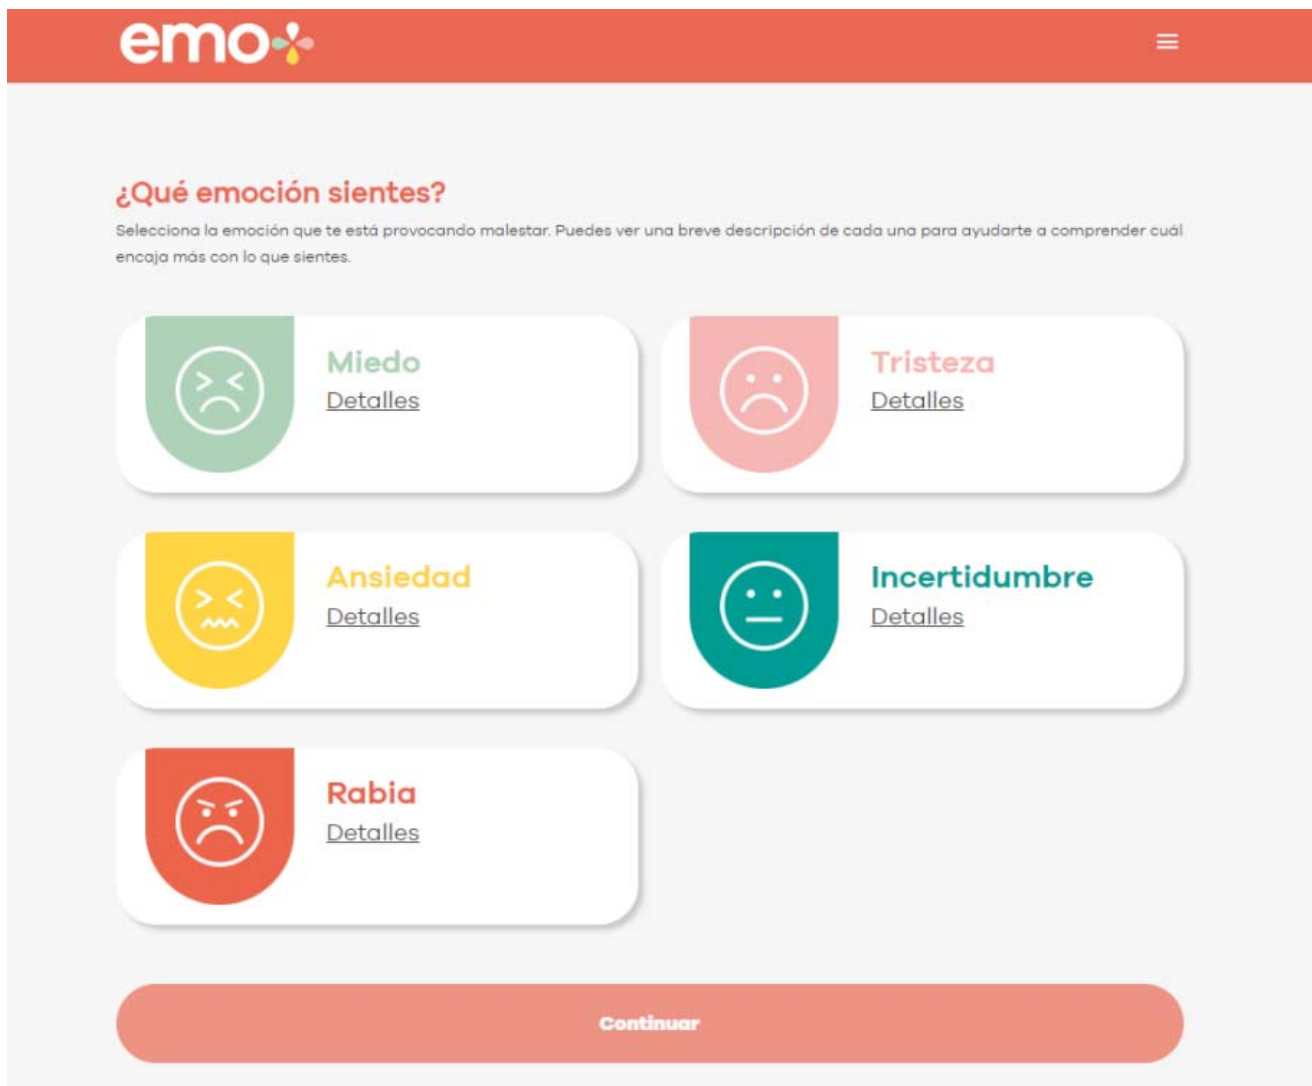 emo
¿Qué emoción sientes?
Selecciona la emoción que te está provocando malestar. Puedes ver una breve descripción de cada una para ayudarte a comprender cuál
encaja más con lo que sientes.
Miedo
Detalles
Tristeza
Detalles
Ansiedad
Detalles
Incertidumbre
Detalles
Rabia
Detalles
Continuar